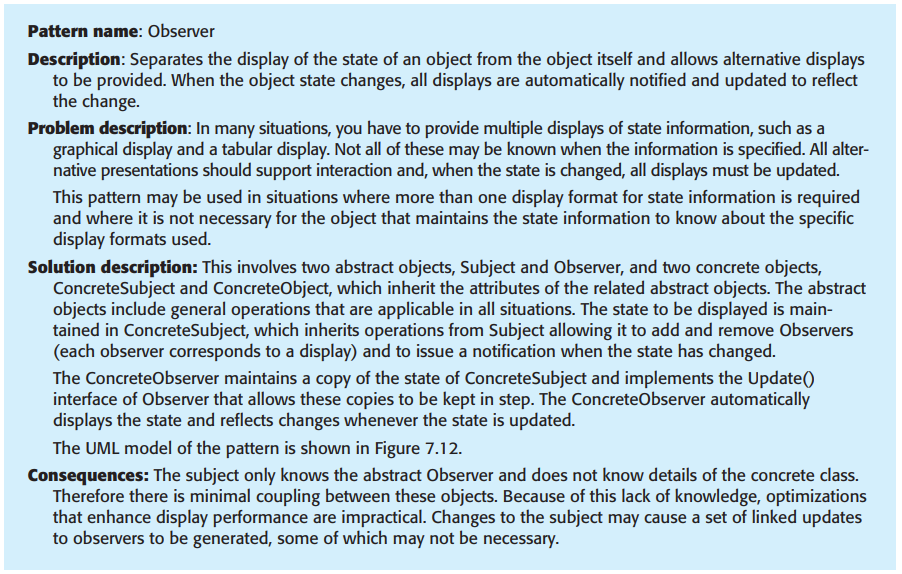 Pattern name: Observer
Description: Separates the display of the state of an object from the object itself and allows alternative displays
to be provided. When the object state changes, all displays are automatically notified and updated to reflect
the change.
Problem description: In many situations, you have to provide multiple displays of state information, such as a
graphical display and a tabular display. Not all of these may be known when the information is specified. All alter-
native presentations should support interaction and, when the state is changed, all displays must be updated.
This pattern may be used in situations where more than one display format for state information is required
and where it is not necessary for the object that maintains the state information to know about the specific
display formats used.
Solution description: This involves two abstract objects, Subject and Observer, and two concrete objects,
ConcreteSubject and ConcreteObject, which inherit the attributes of the related abstract objects. The abstract
objects include general operations that are applicable in all situations. The state to be displayed is main-
tained in ConcreteSubject, which inherits operations from Subject allowing it to add and remove Observers
(each observer corresponds to a display) and to issue a notification when the state has changed.
The ConcreteObserver maintains a copy of the state of ConcreteSubject and implements the Update()
interface of Observer that allows these copies to be kept in step. The ConcreteObserver automatically
displays the state and reflects changes whenever the state is updated.
The UML model of the pattern is shown in Figure 7.12.
Consequences: The subject only knows the abstract Observer and does not know details of the concrete class.
Therefore there is minimal coupling between these objects. Because of this lack of knowledge, optimizations
that enhance display performance are impractical. Changes to the subject may cause a set of linked updates
to observers to be generated, some of which may not be necessary.